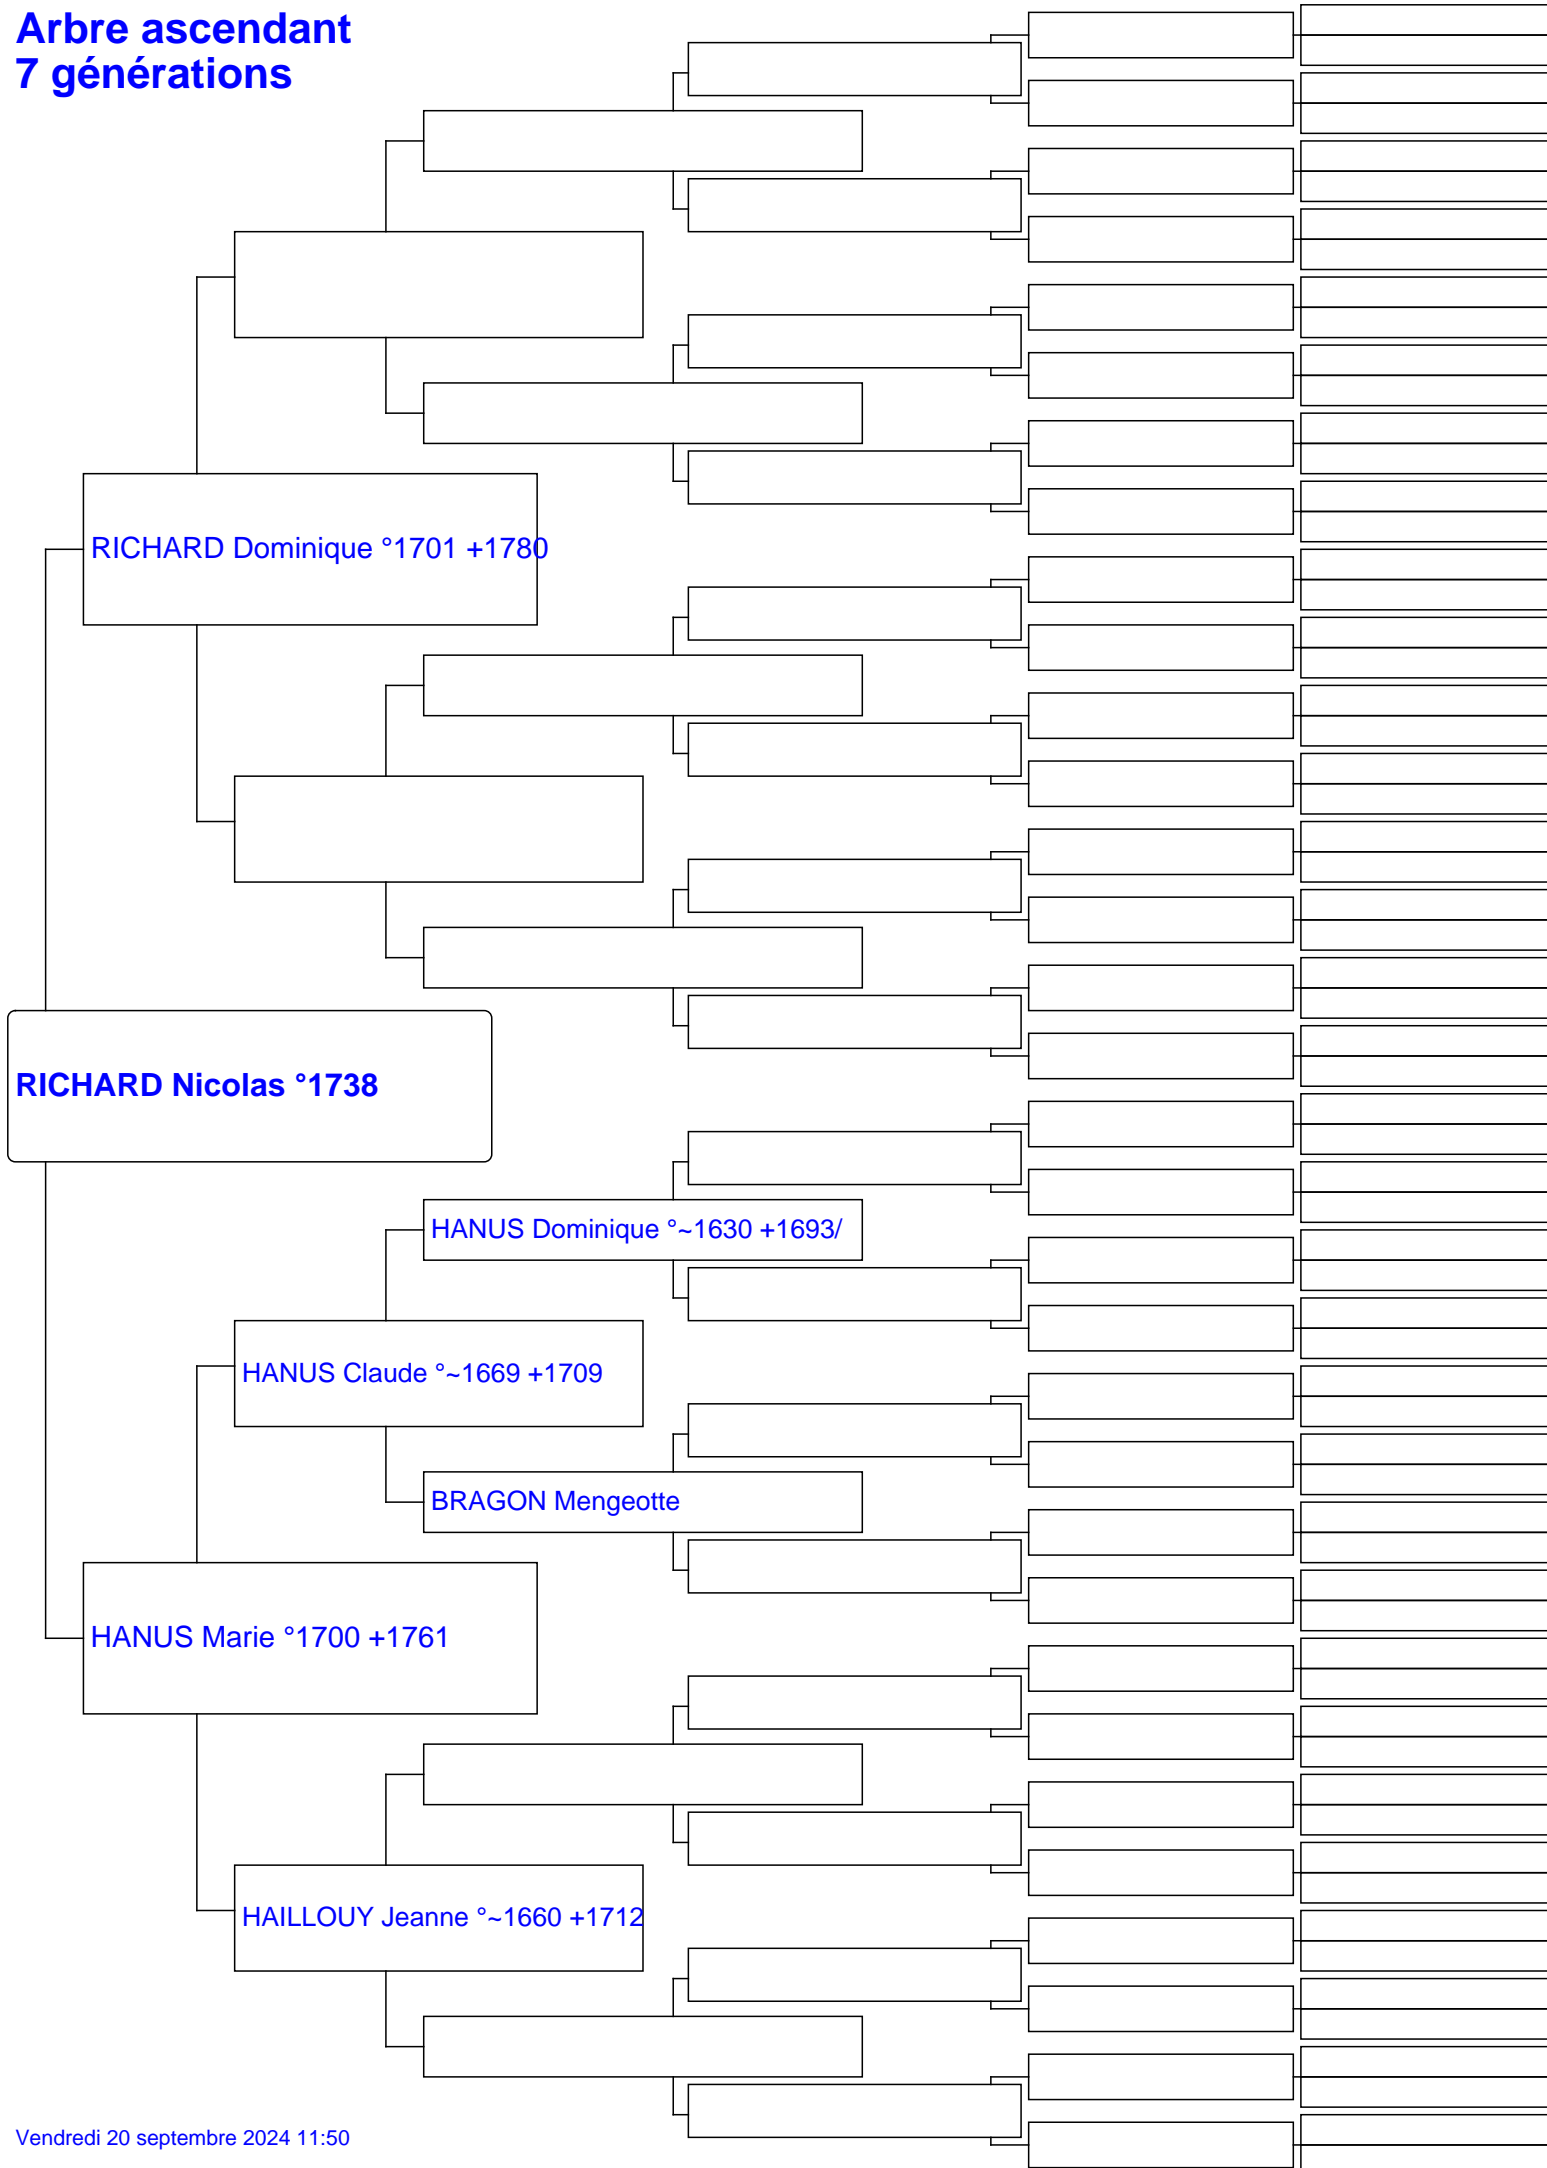 Arbre ascendant
7 générations
RICHARD Dominique °1701 +1780
RICHARD Nicolas °1738
HANUS Dominique °~1630 +1693/
HANUS Claude °~1669 +1709
BRAGON Mengeotte
HANUS Marie °1700 +1761
HAILLOUY Jeanne °~1660 +1712
Vendredi 20 septembre 2024 11:50